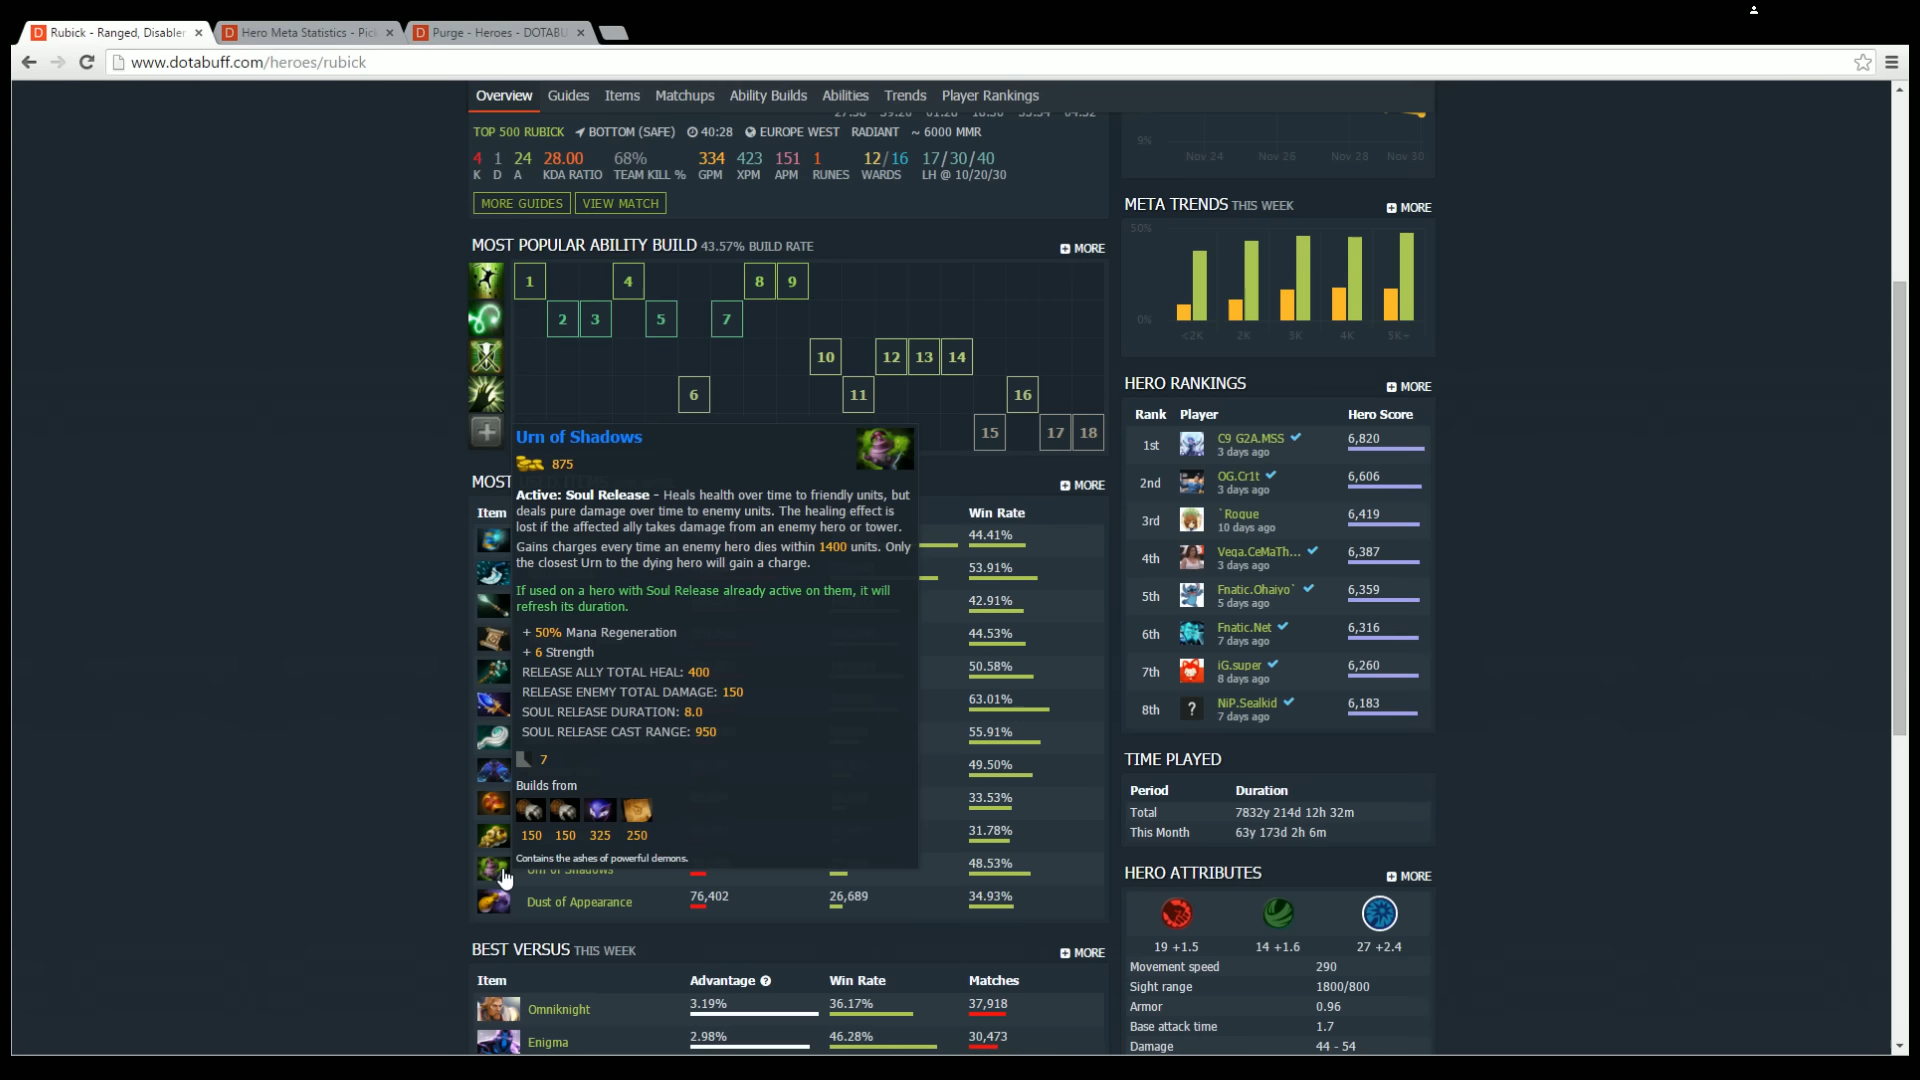 Rubick - Ranged, Disabler
Hero Meta Statistics - Pick
Purge - Heroes - DOTABU
www.dotabuff.com/heroes/rubick
Overview Guides Items Matchups Ability Builds Abilities Trends Player Rankings
TOP 500 RUBICK BOTTOM (SAFE) 40:28 EUROPE WEST RADIANT ~ 6000 MMR
4 1 24 28.00 68% 334 423 151 1 12/16 17/30/40
K D A KDA RATIO TEAM KILL % GPM XPM APM RUNES WARDS LH @ 10/20/30
MORE GUIDES VIEW MATCH
MOST POPULAR ABILITY BUILD 43.57% BUILD RATE
MORE
1 4 8 9
2 3 5 7
10 12 13 14
6 11 16
15 17 18
MOST
MORE
Item Win Rate
44.41%
53.91%
42.91%
44.53%
50.58%
63.01%
55.91%
49.50%
33.53%
31.78%
Urn of Shadows 48.53%
Dust of Appearance 76,402 26,689 34.93%
Urn of Shadows
875
Active: Soul Release - Heals health over time to friendly units, but
deals pure damage over time to enemy units. The healing effect is
lost if the affected ally takes damage from an enemy hero or tower.
Gains charges every time an enemy hero dies within 1400 units. Only
the closest Urn to the dying hero will gain a charge.
If used on a hero with Soul Release already active on them, it will
refresh its duration.
+ 50% Mana Regeneration
+ 6 Strength
RELEASE ALLY TOTAL HEAL: 400
RELEASE ENEMY TOTAL DAMAGE: 150
SOUL RELEASE DURATION: 8.0
SOUL RELEASE CAST RANGE: 950
7
Builds from
150 150 325 250
Contains the ashes of powerful demons.
BEST VERSUS THIS WEEK
MORE
Item Advantage Win Rate Matches
Omniknight 3.19% 36.17% 37,918
Enigma 2.98% 46.28% 30,473
9%
Nov 24 Nov 26 Nov 28 Nov 30
META TRENDS THIS WEEK
MORE
50%
0%
<2K 2K 3K 4K 5K+
HERO RANKINGS
MORE
Rank Player Hero Score
1st C9 G2A.MSS 6,820
3 days ago
2nd OG.Cr1t 6,606
3 days ago
3rd `Rogue 6,419
10 days ago
4th Vega.CeMaTh... 6,387
3 days ago
5th Fnatic.Ohaiyo` 6,359
5 days ago
6th Fnatic.Net 6,316
7 days ago
7th iG.super 6,260
8 days ago
8th ? NiP.Sealkid 6,183
7 days ago
TIME PLAYED
Period Duration
Total 7832y 214d 12h 32m
This Month 63y 173d 2h 6m
HERO ATTRIBUTES
MORE
19 +1.5 14 +1.6 27 +2.4
Movement speed 290
Sight range 1800/800
Armor 0.96
Base attack time 1.7
Damage 44 - 54